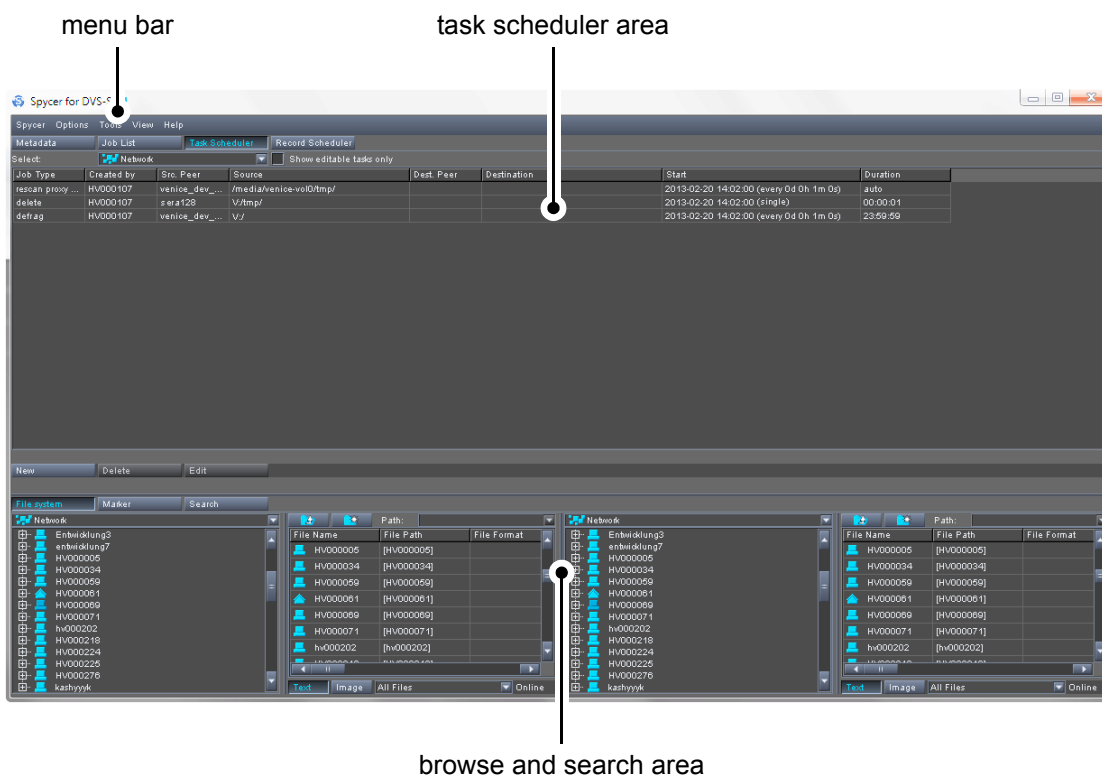 menu bar
task scheduler area
Spycer for DVS-S
Spycer Options Tools View Help
Metadata Job List Task Scheduler Record Scheduler
Select: Network Show editable tasks only
Job Type Created by Src. Peer Source Dest. Peer Destination Start Duration
rescan proxy ... HV000107 venice_dev_... /media/venice-vol0/tmp/ 2013-02-20 14:02:00 (every 0d 0h 1m 0s) auto
delete HV000107 sera128 V:/tmp/ 2013-02-20 14:02:00 (single) 00:00:01
defrag HV000107 venice_dev_... V:/ 2013-02-20 14:02:00 (every 0d 0h 1m 0s) 23:59:59
New Delete Edit
File system Marker Search
Network Path: Network Path:
Entwicklung3 File Name File Path File Format Entwicklung3 File Name File Path File Format
entwicklung7 HV000005 [HV000005] entwicklung7 HV000005 [HV000005]
HV000005 HV000005
HV000034 HV000034 [HV000034] HV000034 HV000034 [HV000034]
HV000059 HV000059 [HV000059] HV000059 HV000059 [HV000059]
HV000061 HV000061 [HV000061] HV000061 HV000061 [HV000061]
HV000069 HV000069 [HV000069] HV000069 HV000069 [HV000069]
HV000071 HV000071 [HV000071] HV000071 HV000071 [HV000071]
hv000202 hv000202 [hv000202] hv000202 hv000202 [hv000202]
HV000218 HV000218
HV000224 HV000224
HV000225 HV000225
HV000276 HV000276
kashyyyk Text Image All Files Online kashyyyk Text Image All Files Online
browse and search area